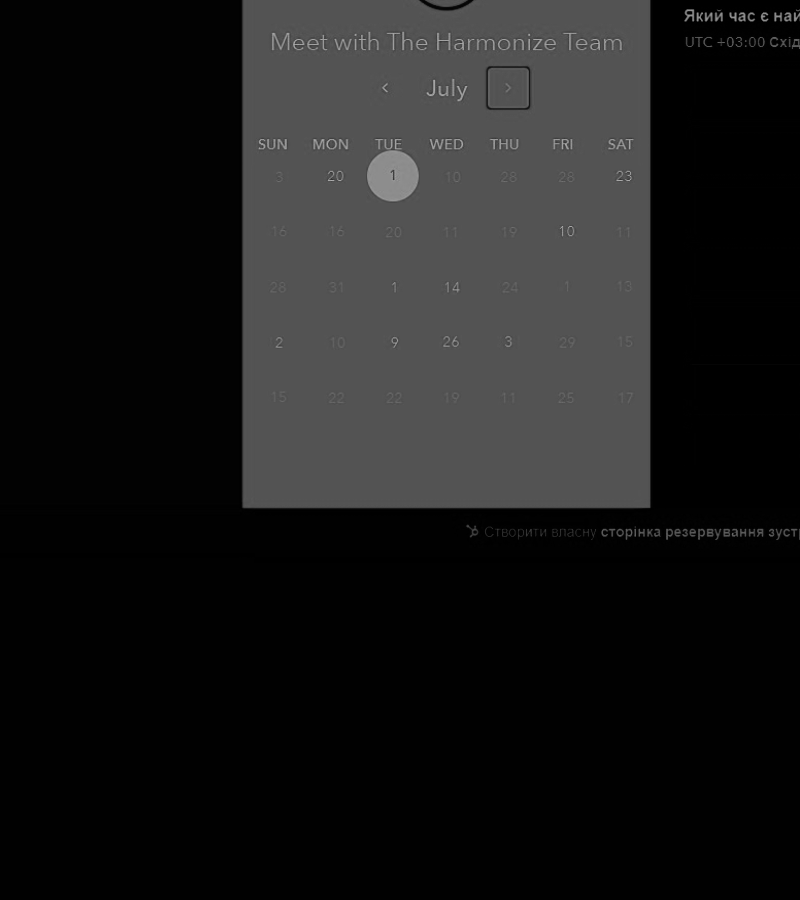 Meet with The Harmonize Team
July
SUN MON TUE WED THU FRI SAT
3 20 1 10 28 28 23
16 16 20 11 19 10 11
28 31 1 14 24 1 13
2 10 9 26 3 29 15
15 22 22 19 11 25 17
Який час є най
UTC +03:00 Схід
Створити власну сторінка резервування зустр